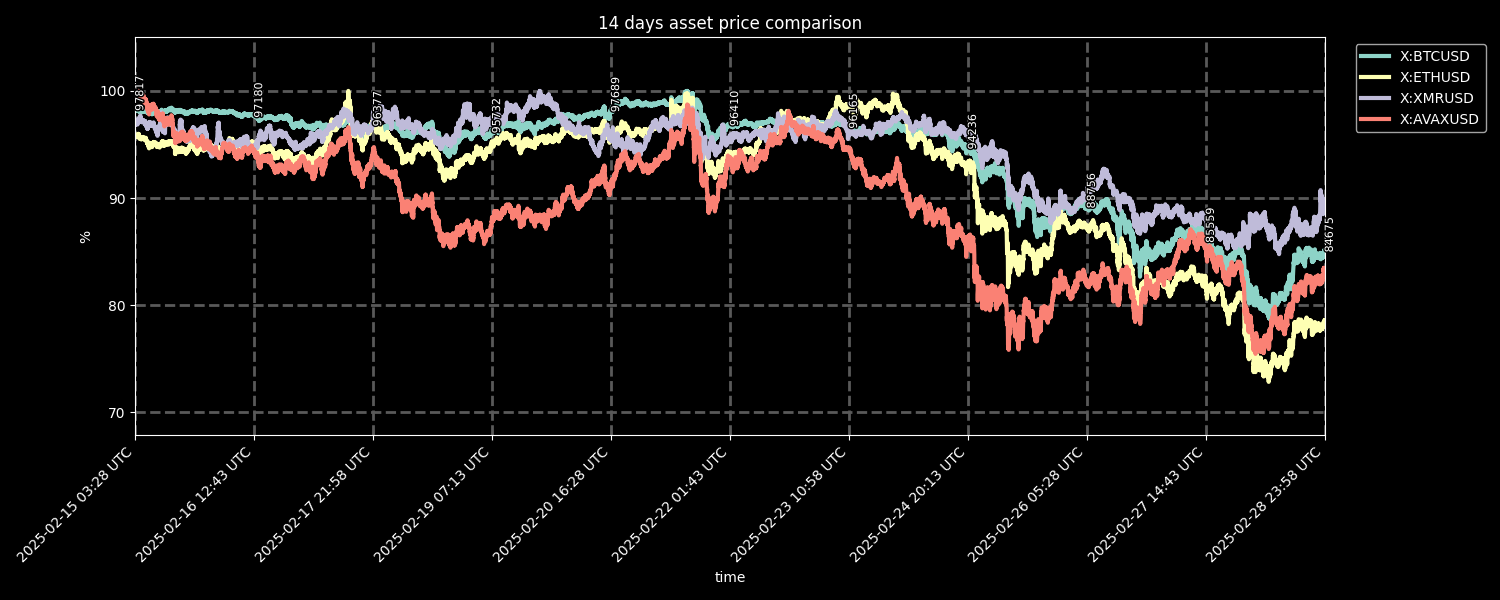 14 days asset price comparison
X:BTCUSD
X:ETHUSD
X:XMRUSD
X:AVAXUSD
%
100
90
80
70
97817
97180
96377
95732
97689
96410
96165
94236
88756
85559
84675
2025-02-15 03:28 UTC
2025-02-16 12:43 UTC
2025-02-17 21:58 UTC
2025-02-19 07:13 UTC
2025-02-20 16:28 UTC
2025-02-22 01:43 UTC
2025-02-23 10:58 UTC
2025-02-24 20:13 UTC
2025-02-26 05:28 UTC
2025-02-27 14:43 UTC
2025-02-28 23:58 UTC
time